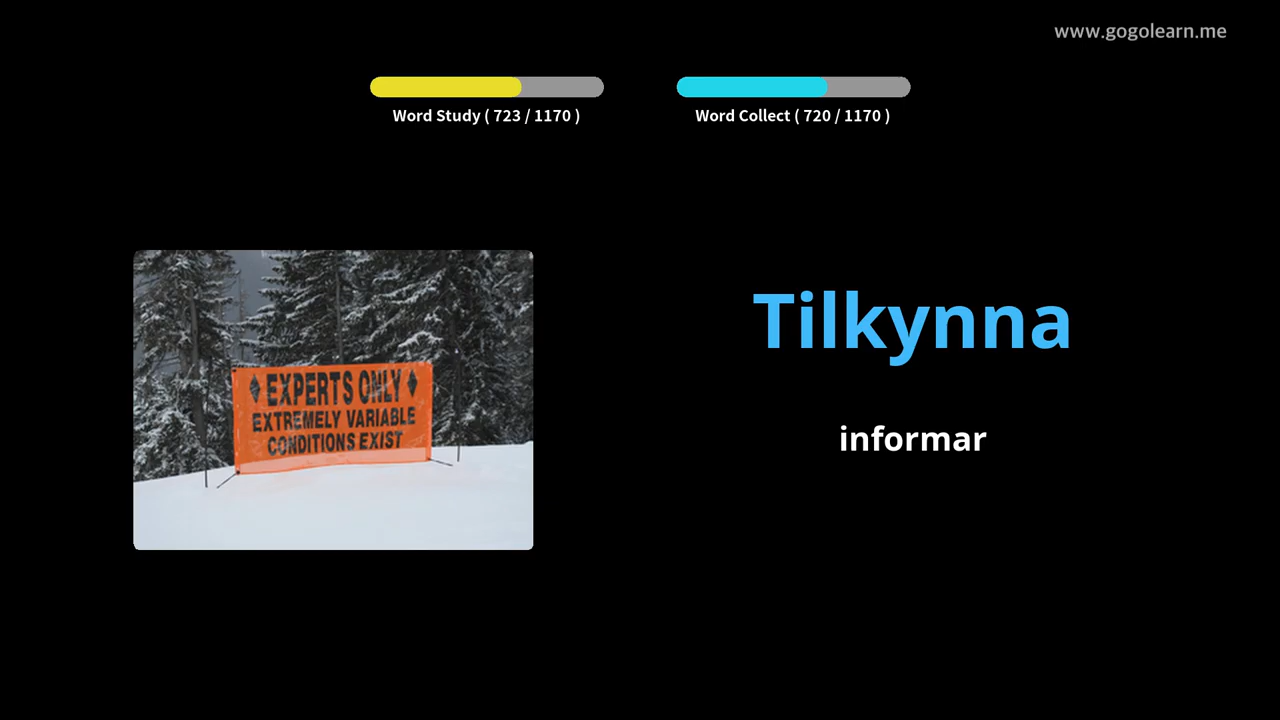 www.gogolearn.me
Word Study ( 723 / 1170 )
Word Collect ( 720 / 1170 )
EXPERTS ONLY
EXTREMELY VARIABLE
CONDITIONS EXIST
Tilkynna
informar